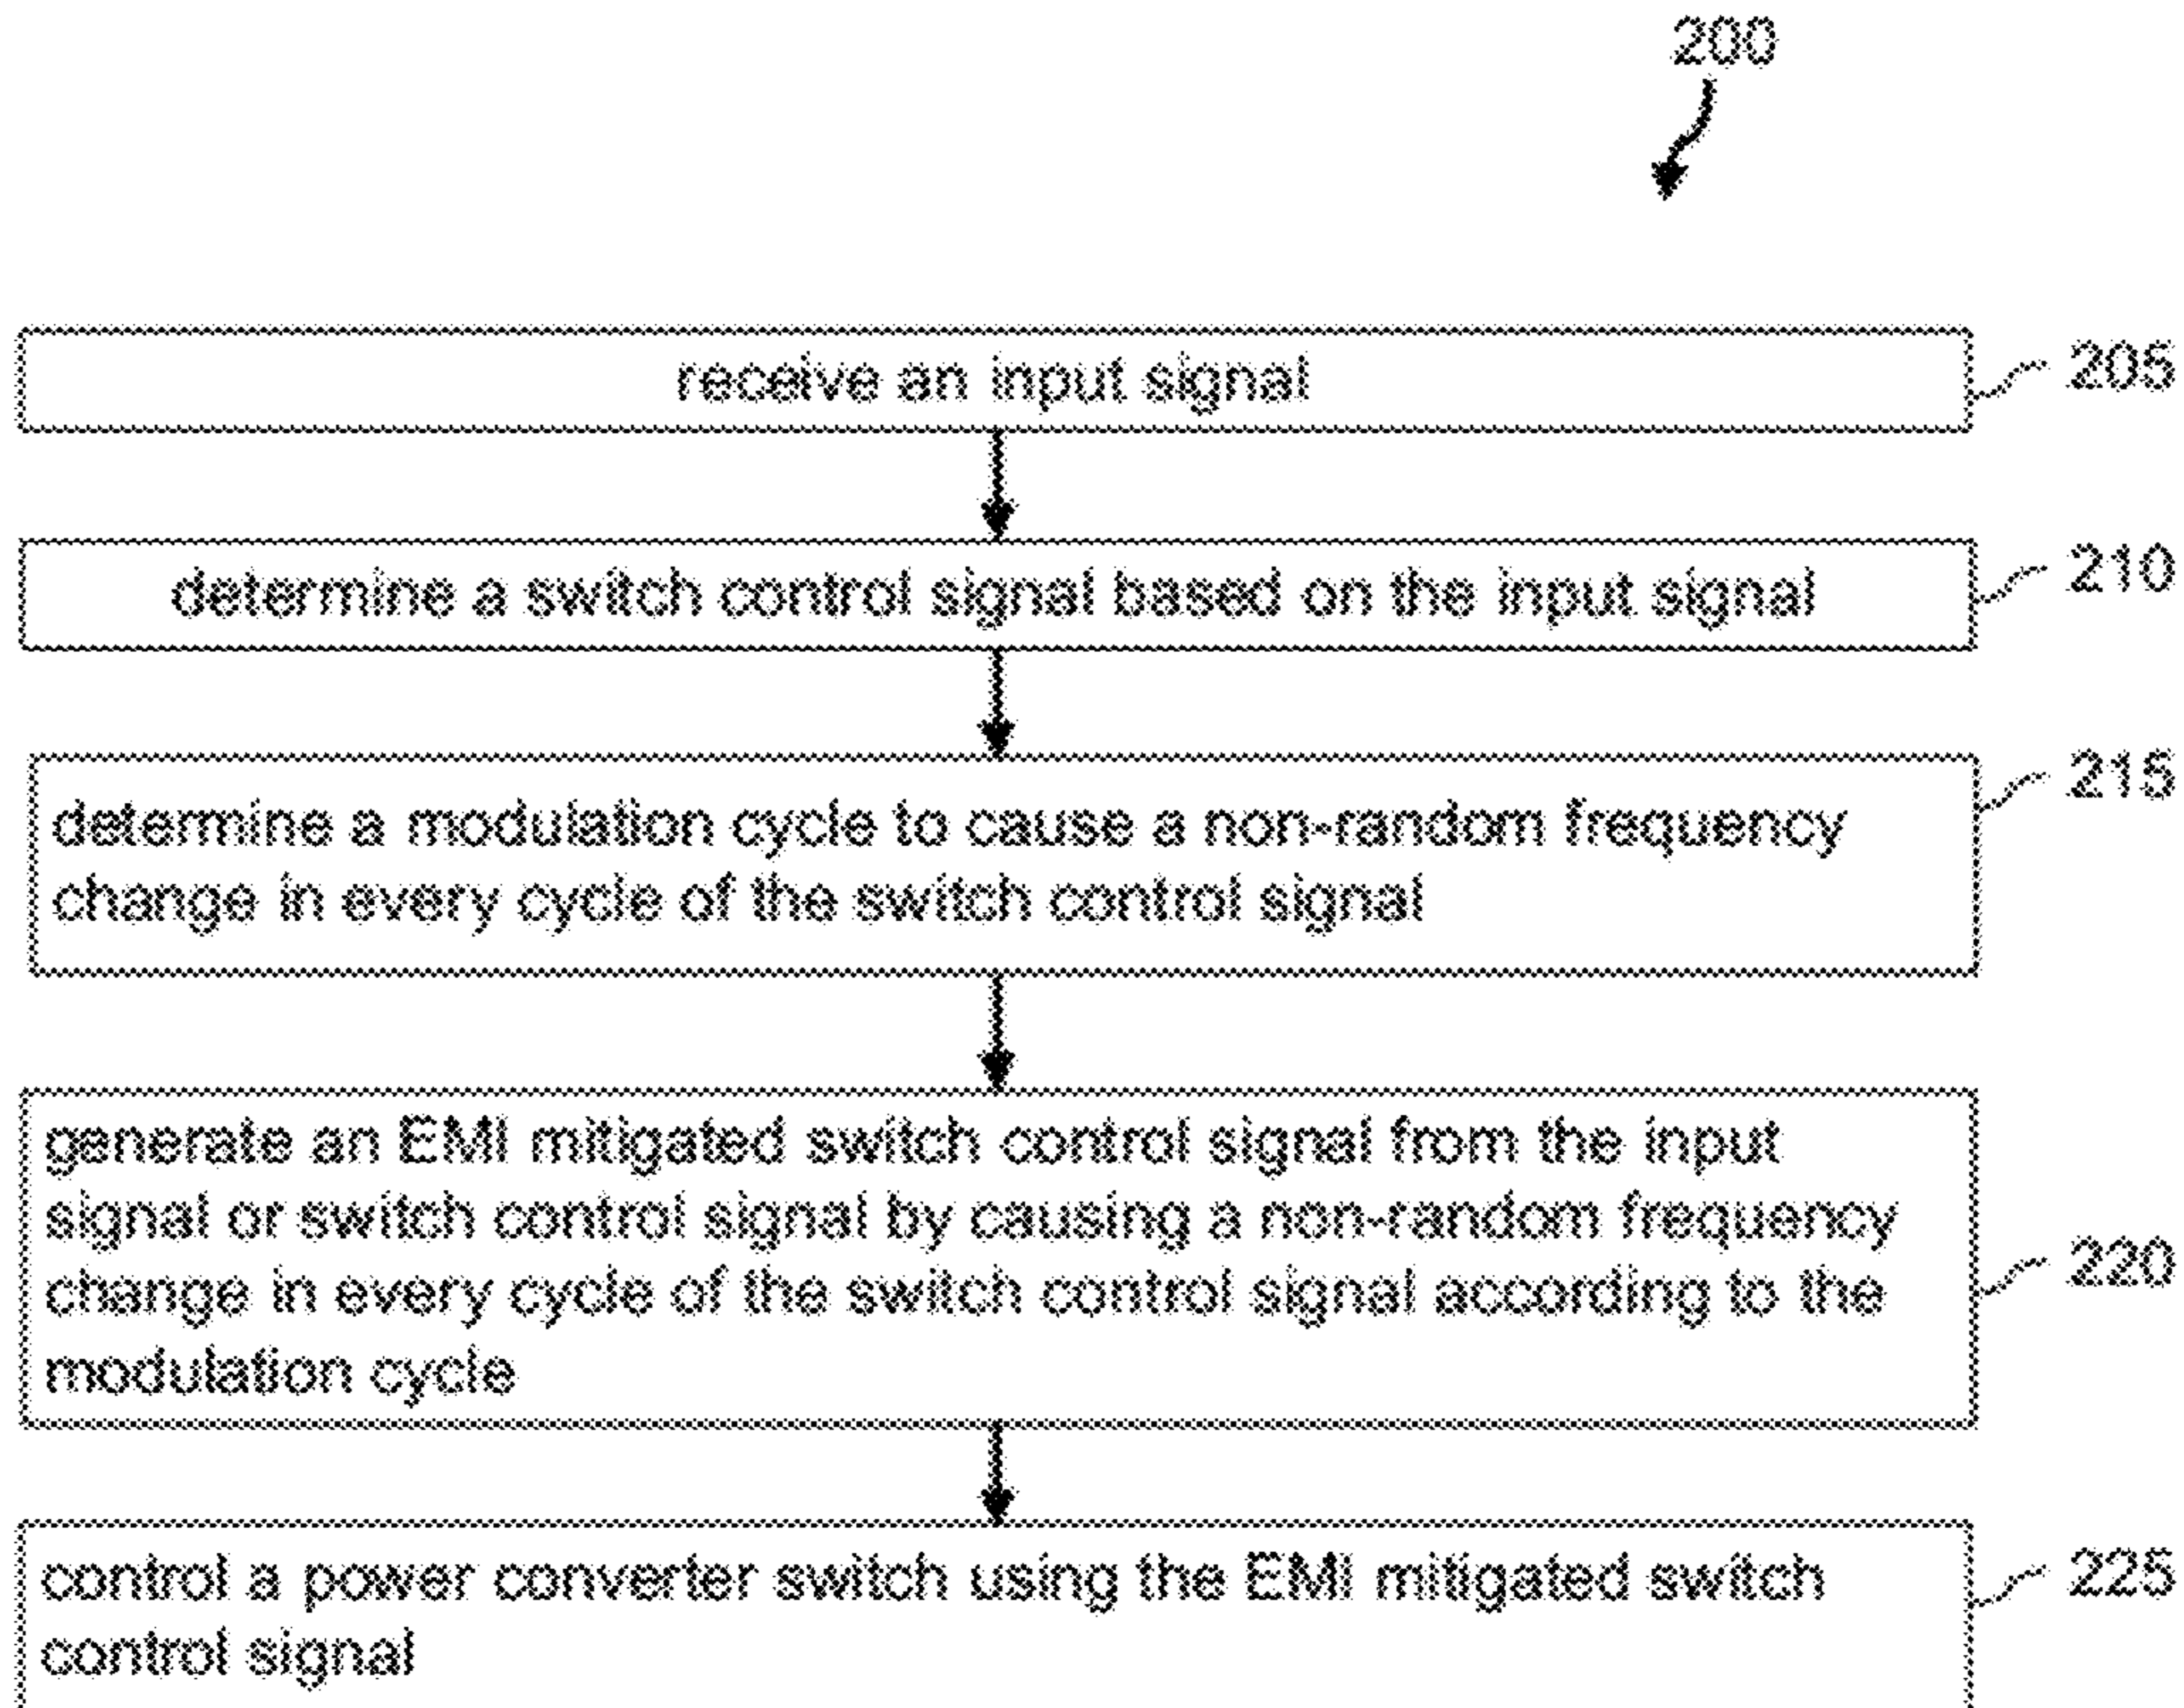 200
receive an input signal
205
determine a switch control signal based on the input signal
210
determine a modulation cycle to cause a non-random frequency
change in every cycle of the switch control signal
215
generate an EMI mitigated switch control signal from the input
signal or switch control signal by causing a non-random frequency
change in every cycle of the switch control signal according to the
modulation cycle
220
control a power converter switch using the EMI mitigated switch
control signal
225